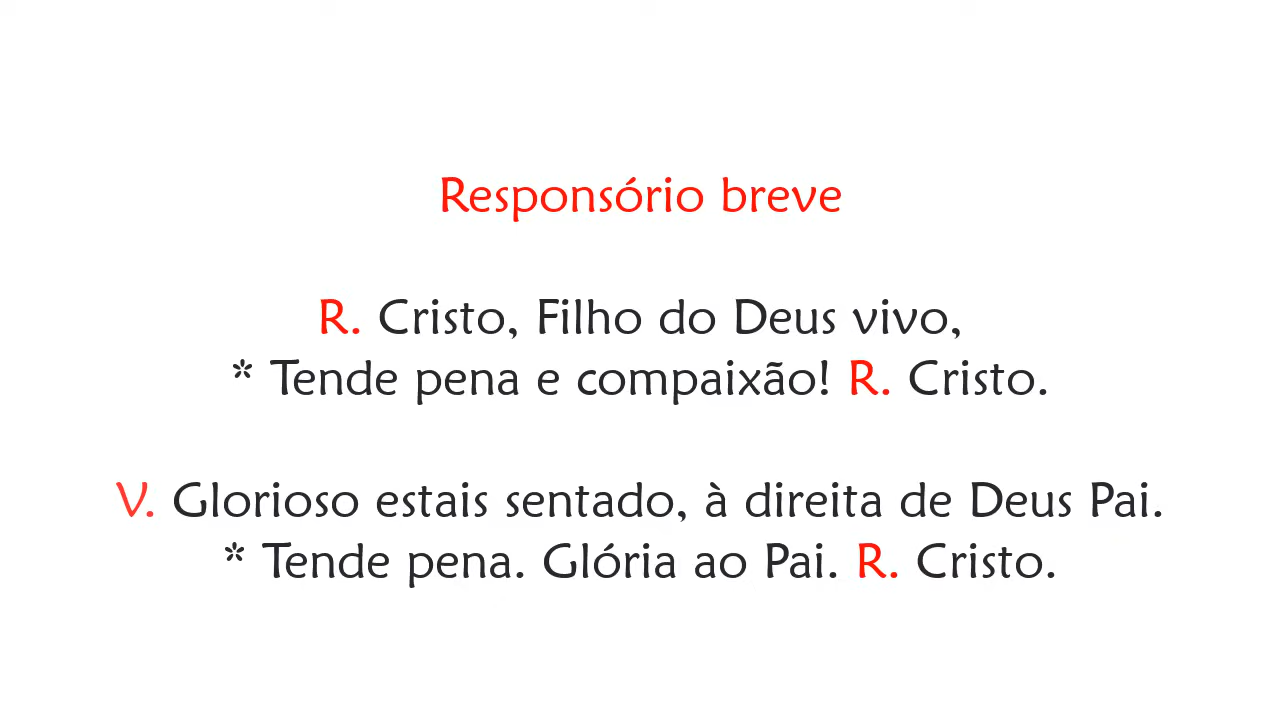 Responsório breve
R. Cristo, Filho do Deus vivo,
* Tende pena e compaixão! R. Cristo.
V. Glorioso estais sentado, à direita de Deus Pai.
* Tende pena. Glória ao Pai. R. Cristo.